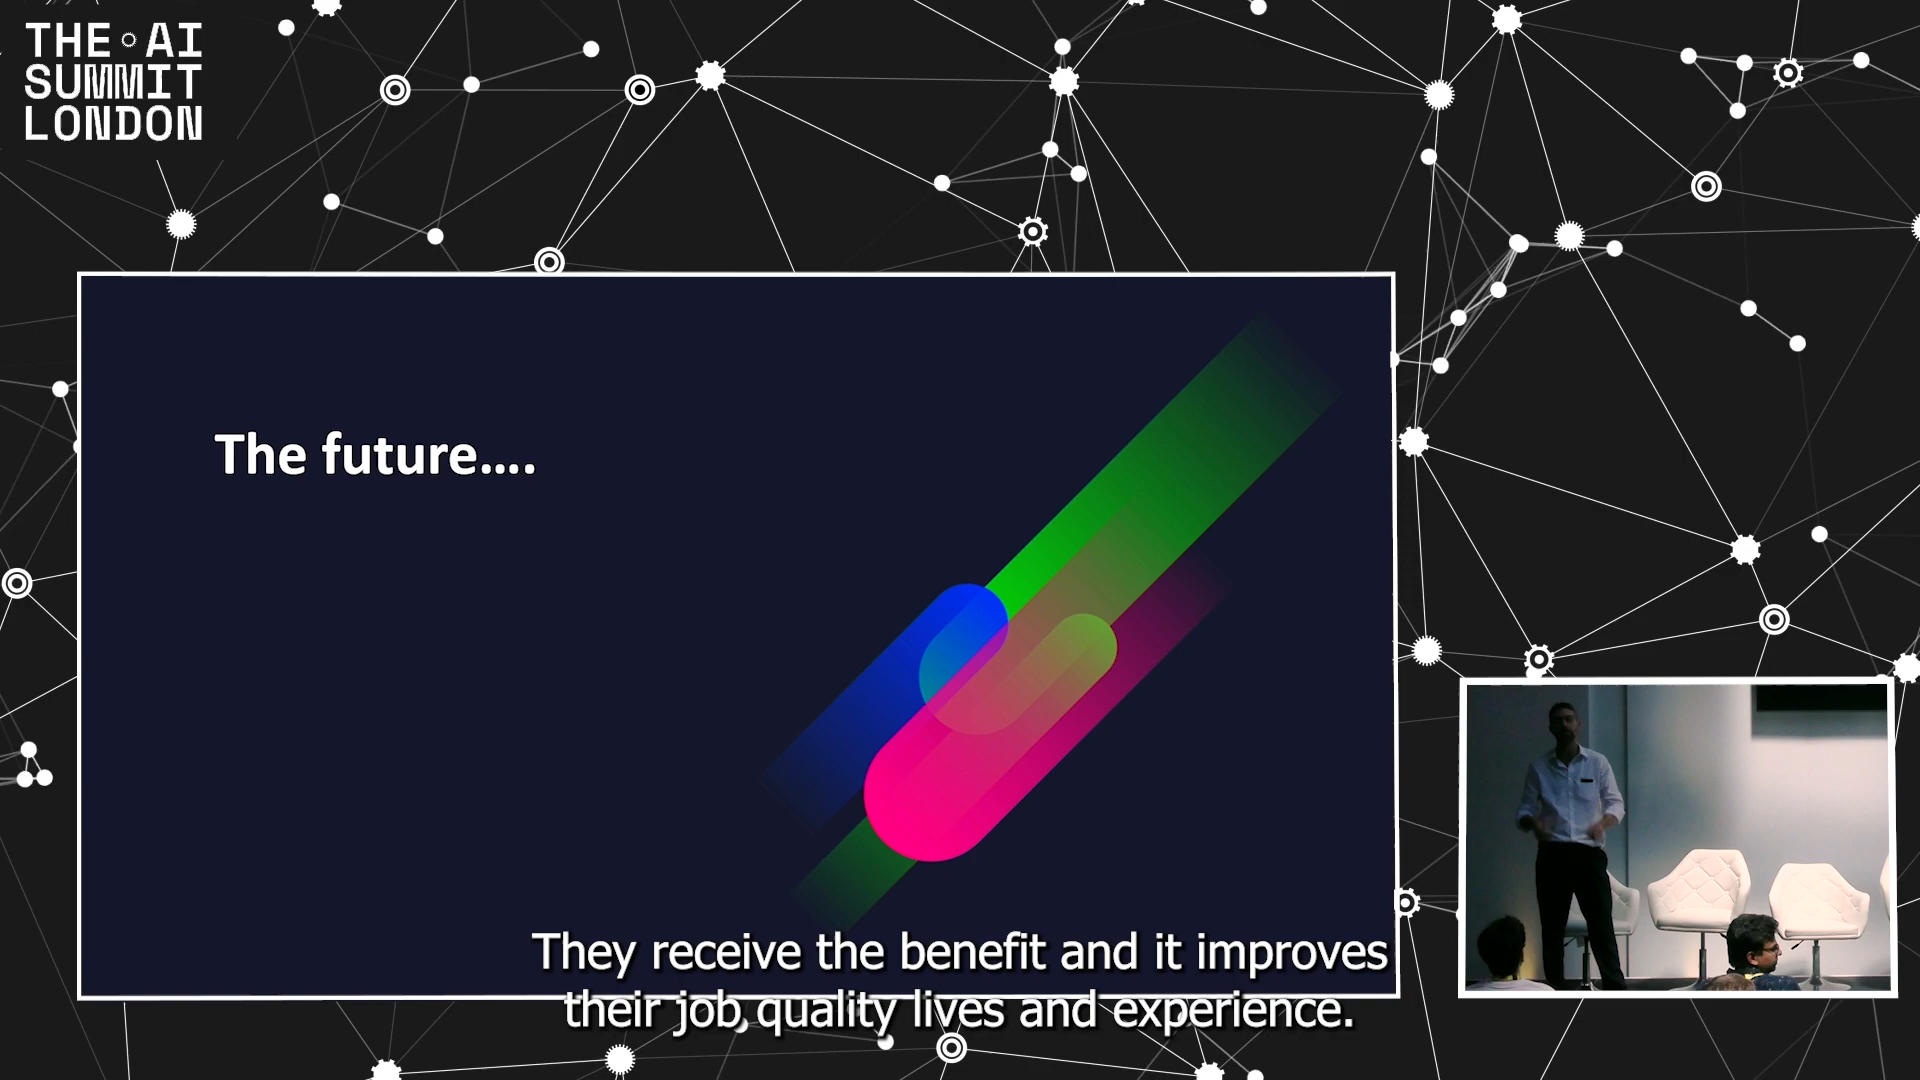 THE AI
SUMMIT
LONDON
The future....
They receive the benefit and it improves
their job quality lives and experience.